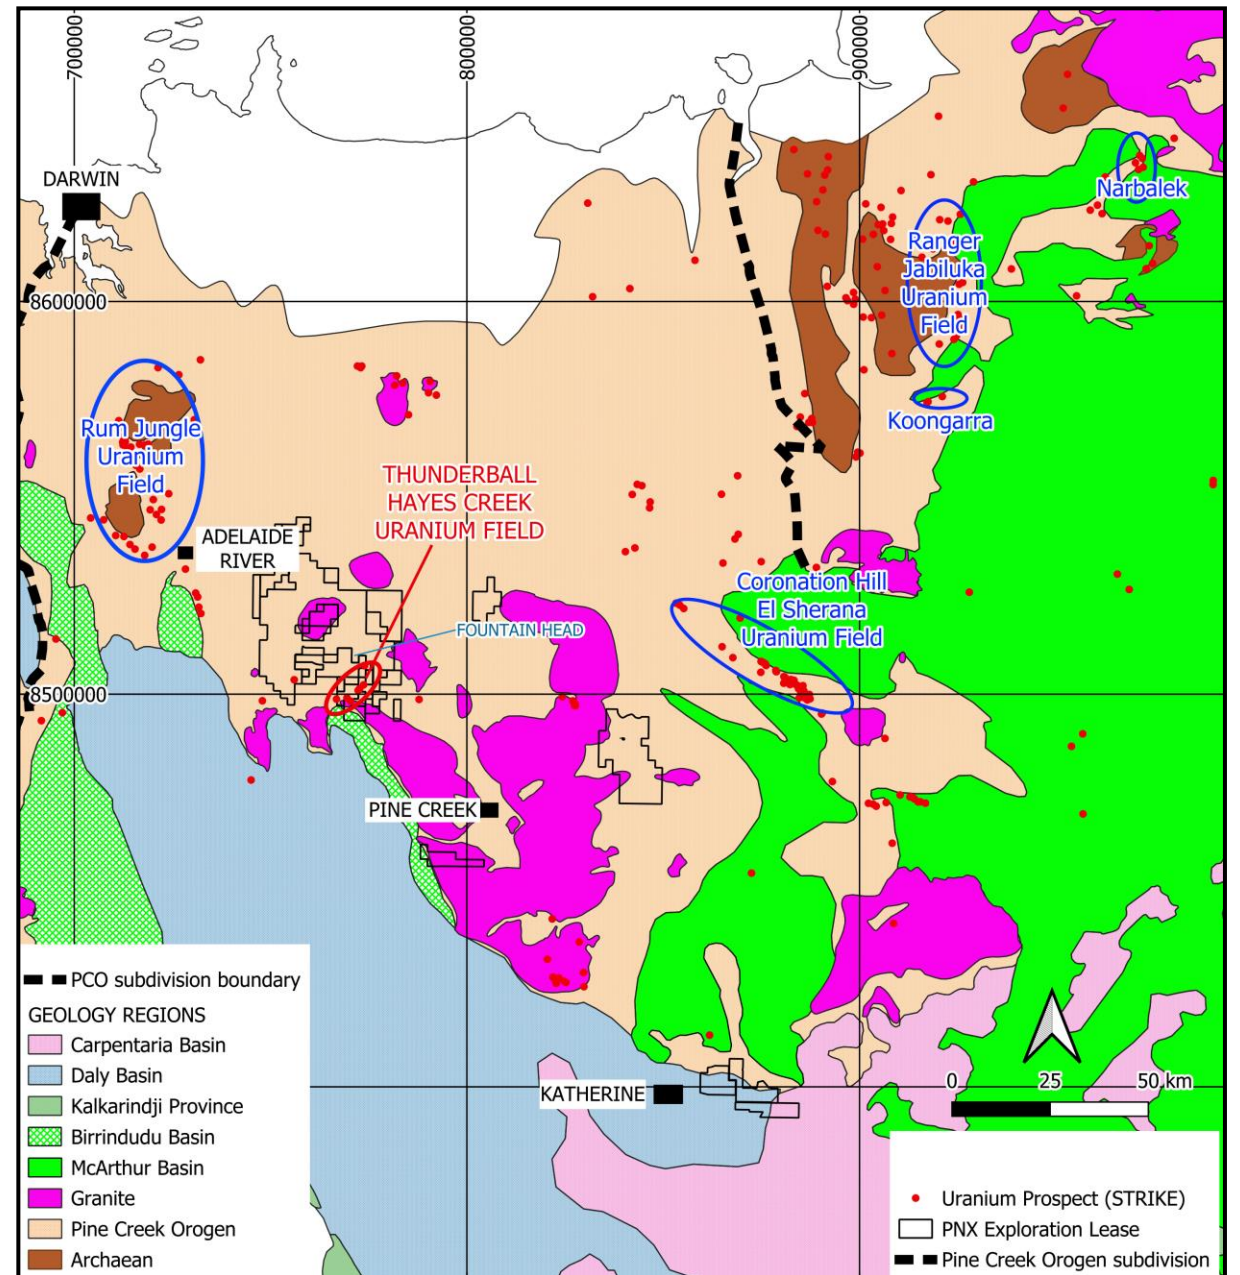 700000
800000
900000
DARWIN
Narbalek
Ranger
Jabiluka
Uranium
Field
8600000
Koongarra
Rum Jungle
Uranium
Field
THUNDERBALL
HAYES CREEK
URANIUM FIELD
ADELAIDE
RIVER
Coronation Hill
El Sherana
Uranium Field
FOUNTAIN HEAD
8500000
PINE CREEK
KATHERINE
0 25 50 km
PCO subdivision boundary
GEOLOGY REGIONS
Carpentaria Basin
Daly Basin
Kalkarindji Province
Birrindudu Basin
McArthur Basin
Granite
Pine Creek Orogen
Archaean
Uranium Prospect (STRIKE)
PNX Exploration Lease
Pine Creek Orogen subdivision